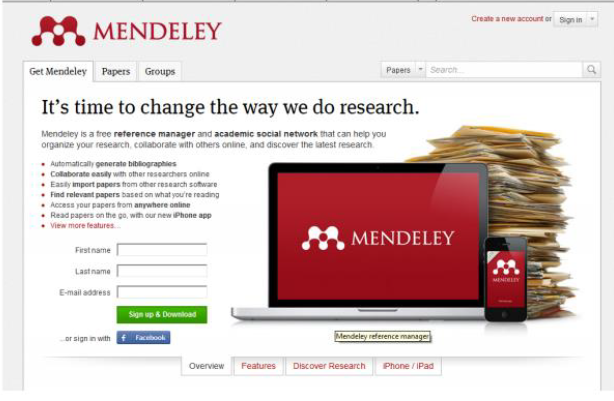 MENDELEY
Create a new account or Sign in
Get Mendeley Papers Groups
Papers Search...
It's time to change the way we do research.
Mendeley is a free reference manager and academic social network that can help you
organize your research, collaborate with others online, and discover the latest research.
Automatically generate bibliographies
Collaborate easily with other researchers online
Easily import papers from other research software
Find relevant papers based on what you're reading
Access your papers from anywhere online
Read papers on the go, with our new iPhone app
View more features...
First name
Last name
E-mail address
Sign up & Download
...or sign in with f Facebook
MENDELEY
MENDELEY
Mendeley reference manager
Overview Features Discover Research iPhone / iPad